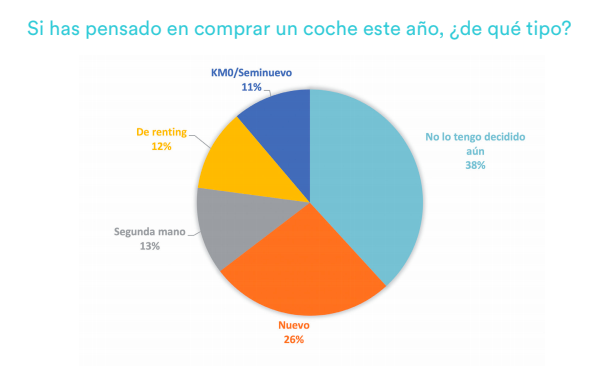 Si has pensado en comprar un coche este año, ¿de qué tipo?
KM0/Seminuevo
11%
De renting
12%
No lo tengo decidido
aún
38%
Segunda mano
13%
Nuevo
26%